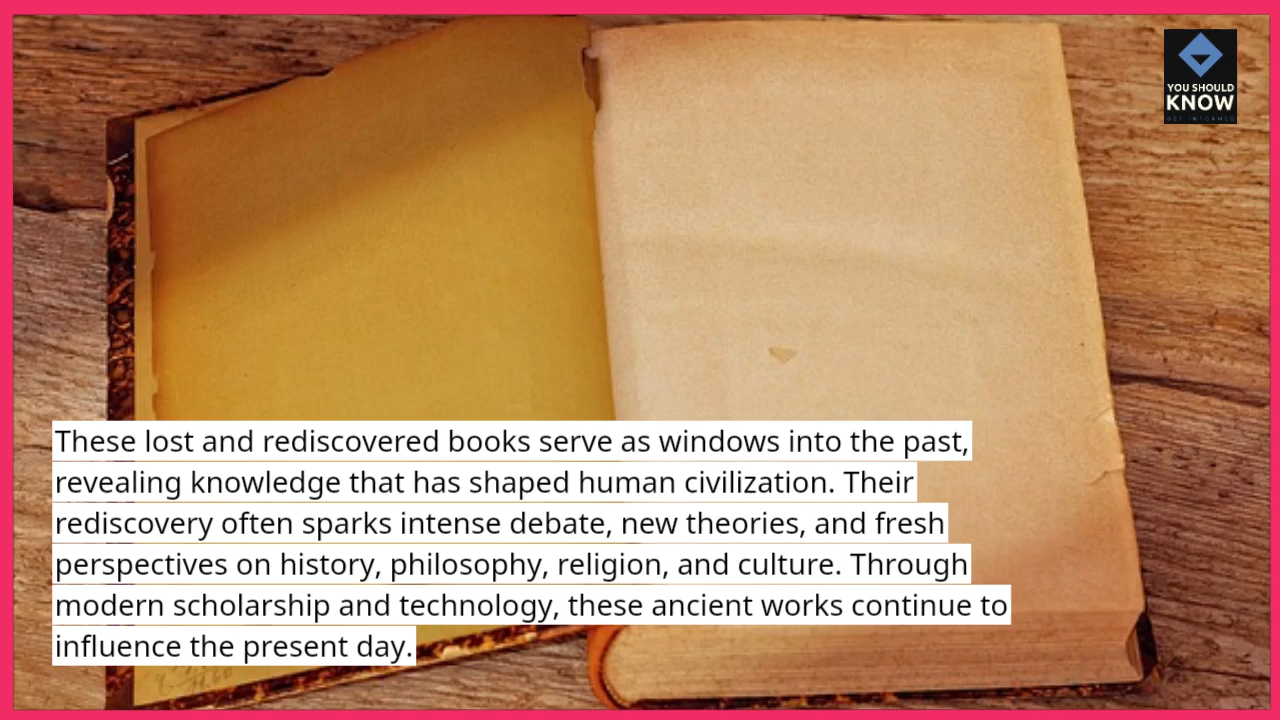 YOU SHOULD
KNOW
GET INFORMED
These lost and rediscovered books serve as windows into the past,
revealing knowledge that has shaped human civilization. Their
rediscovery often sparks intense debate, new theories, and fresh
perspectives on history, philosophy, religion, and culture. Through
modern scholarship and technology, these ancient works continue to
influence the present day.